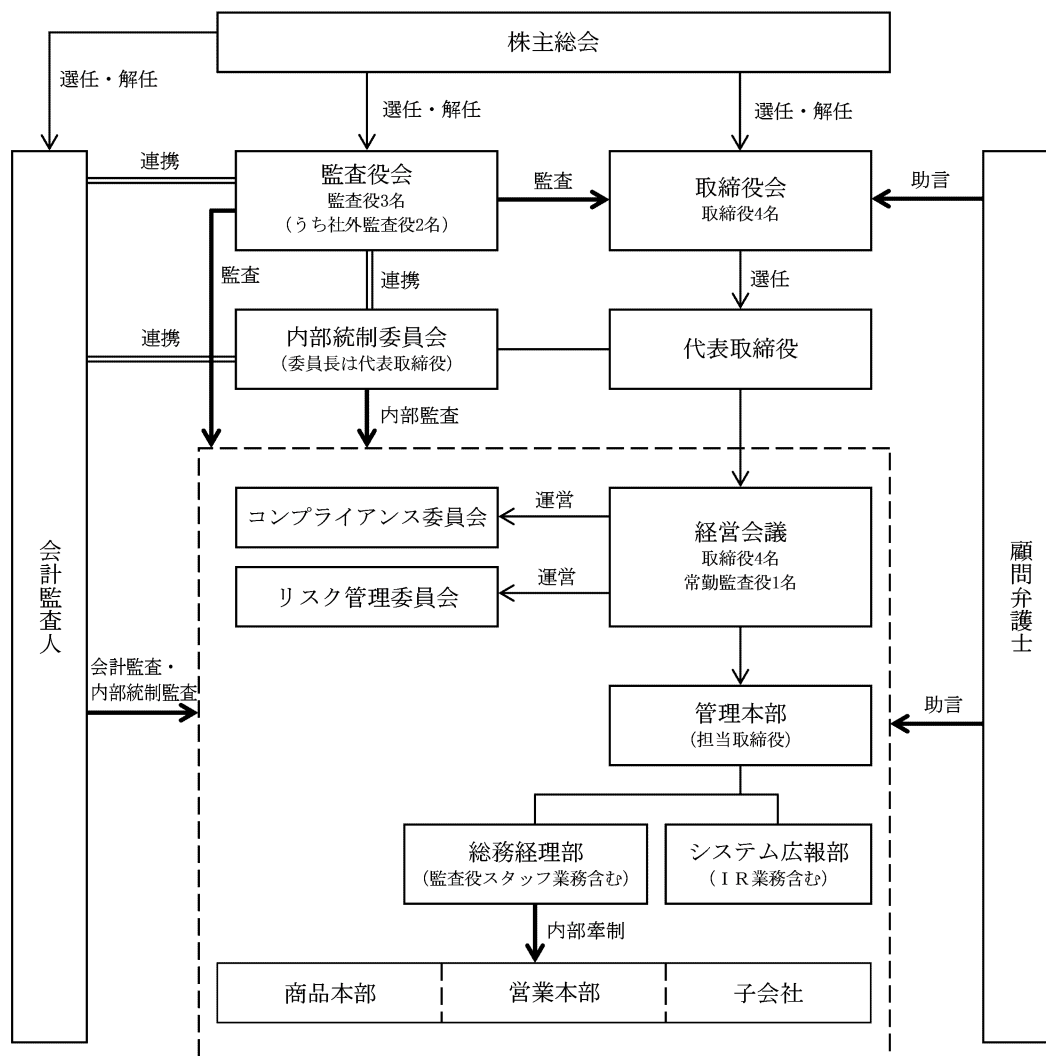 株主総会
選任・解任
選任・解任
選任・解任
連携
監査役会
監査役3名
(うち社外監査役2名)
監査
取締役会
取締役4名
助言
監査
連携
選任
連携
内部統制委員会
(委員長は代表取締役)
代表取締役
内部監査
コンプライアンス委員会
運営
経営会議
取締役4名
常勤監査役1名
リスク管理委員会
運営
会計監査人
顧問弁護士
会計監査・
内部統制監査
管理本部
(担当取締役)
助言
総務経理部
(監査役スタッフ業務含む)
システム広報部
(ＩＲ業務含む)
内部牽制
商品本部
営業本部
子会社